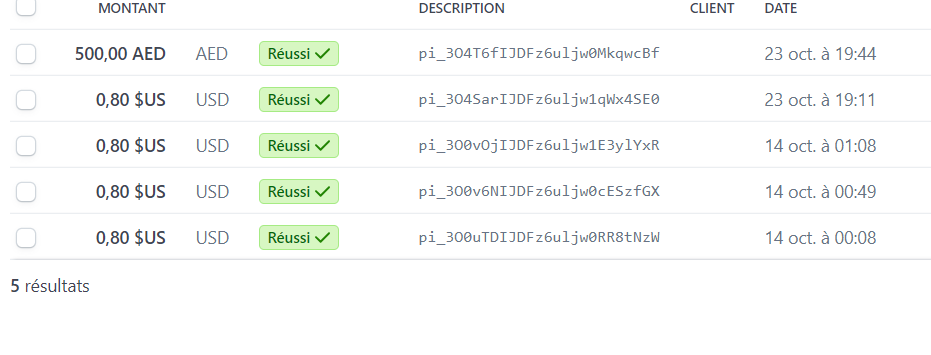 MONTANT DESCRIPTION CLIENT DATE
500,00 AED AED Réussi pi_3O4T6fIJDFz6uljw0MkqwcBf 23 oct. à 19:44
0,80 $US USD Réussi pi_3O4SarIJDFz6uljw1qWx4SE0 23 oct. à 19:11
0,80 $US USD Réussi pi_3O0vOjIJDFz6uljw1E3ylYxR 14 oct. à 01:08
0,80 $US USD Réussi pi_3O0v6NIJDFz6uljw0cESzfGX 14 oct. à 00:49
0,80 $US USD Réussi pi_3O0uTDIJDFz6uljw0RR8tNzW 14 oct. à 00:08
5 résultats